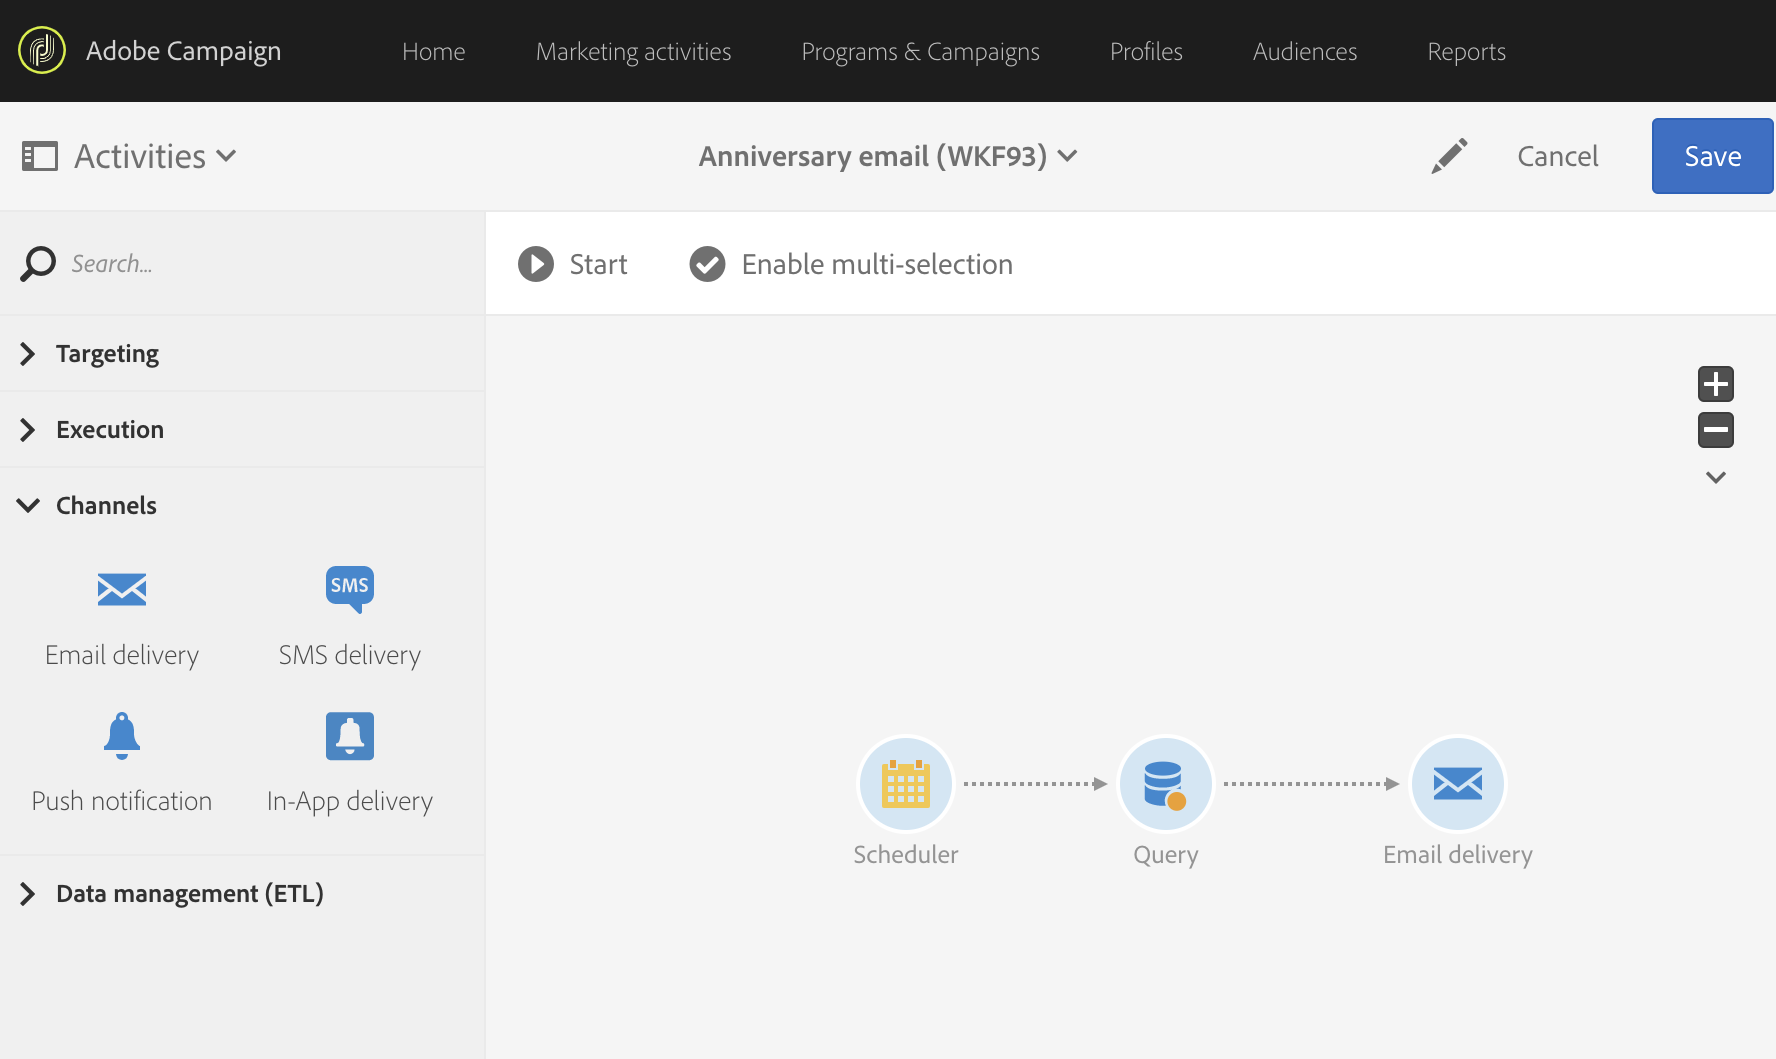 Adobe Campaign Home Marketing activities Programs & Campaigns Profiles Audiences Reports
Activities Anniversary email (WKF93) Cancel Save
Search...
Start Enable multi-selection
Targeting
Execution
Channels
SMS
Email delivery SMS delivery
Push notification In-App delivery
Scheduler Query Email delivery
Data management (ETL)